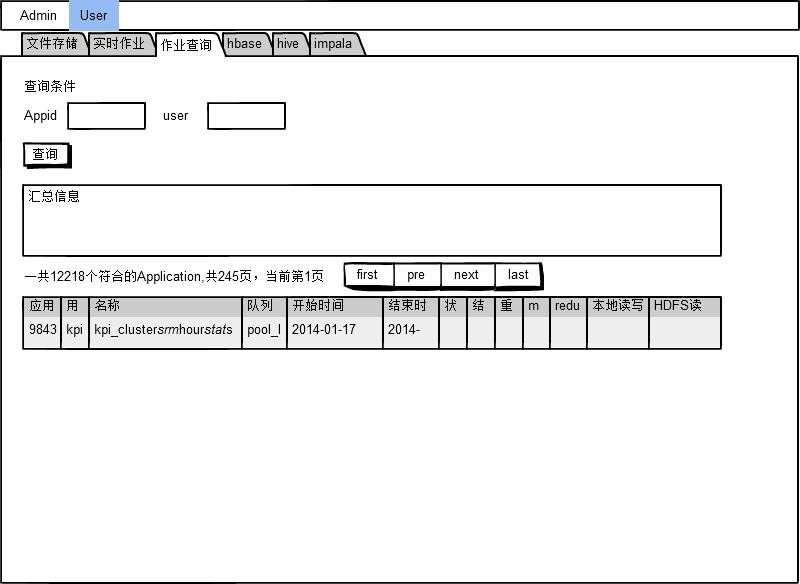 Admin User
文件存储 实时作业 作业查询 hbase hive impala
查询条件
Appid user
查询
汇总信息
一共12218个符合的Application,共245页，当前第1页 first pre next last
应用 用 名称 队列 开始时间 结束时 状 结 重 m redu 本地读写 HDFS读
9843 kpi kpi_clustersrmhourstats pool_l 2014-01-17 2014-